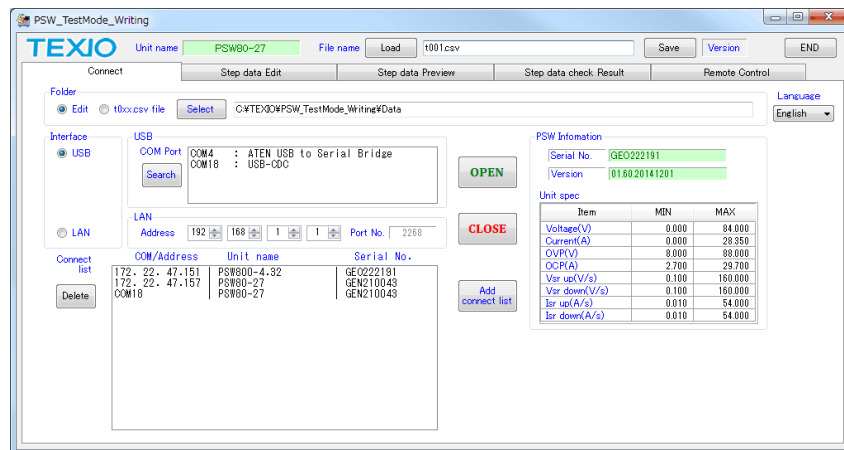 PSW_TestMode_Writing
TEXIO Unit name PSW80-27 File name Load t001.csv Save Version END
Connect Step data Edit Step data Preview Step data check Result Remote Control
Folder
Edit t0xx.csv file Select C:¥TEXIO¥PSW_TestMode_Writing¥Data
Language
English
Interface
USB
LAN
USB
COM Port
Search
COM4 : ATEN USB to Serial Bridge
COM18 : USB-CDC
LAN
Address 192 168 1 1 Port No. 2268
OPEN
CLOSE
Add
connect list
Connect
list
Delete
COM/Address Unit name Serial No.
172. 22. 47.151 | PSW800-4.32 | GEO222191
172. 22. 47.157 | PSW80-27 | GEN210043
COM18 | PSW80-27 | GEN210043
PSW Infomation
Serial No. GEO222191
Version 01.60.20141201
Unit spec
Item MIN MAX
Voltage(V) 0.000 84.000
Current(A) 0.000 28.350
OVP(V) 8.000 88.000
OCP(A) 2.700 29.700
Vsr up(V/s) 0.100 160.000
Vsr down(V/s) 0.100 160.000
Isr up(A/s) 0.010 54.000
Isr down(A/s) 0.010 54.000